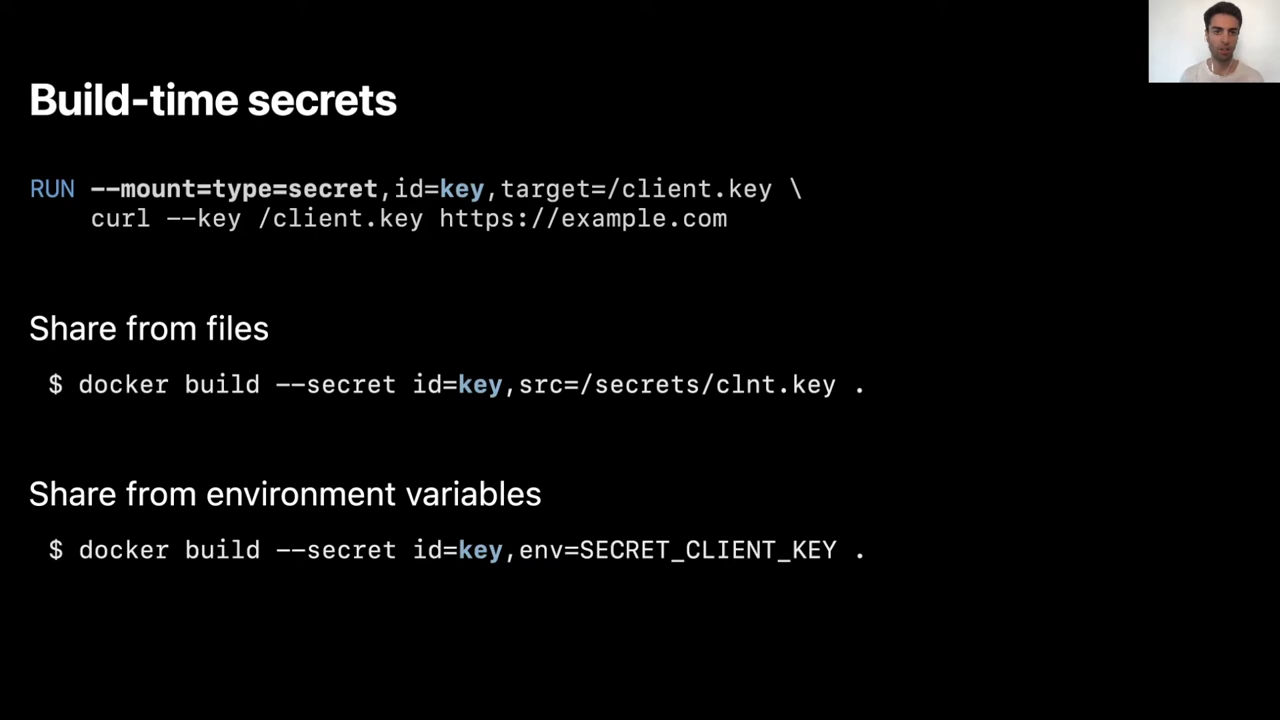 Build-time secrets
RUN --mount=type=secret,id=key,target=/client.key \
curl --key /client.key https://example.com
Share from files
$ docker build --secret id=key,src=/secrets/clnt.key .
Share from environment variables
$ docker build --secret id=key,env=SECRET_CLIENT_KEY .